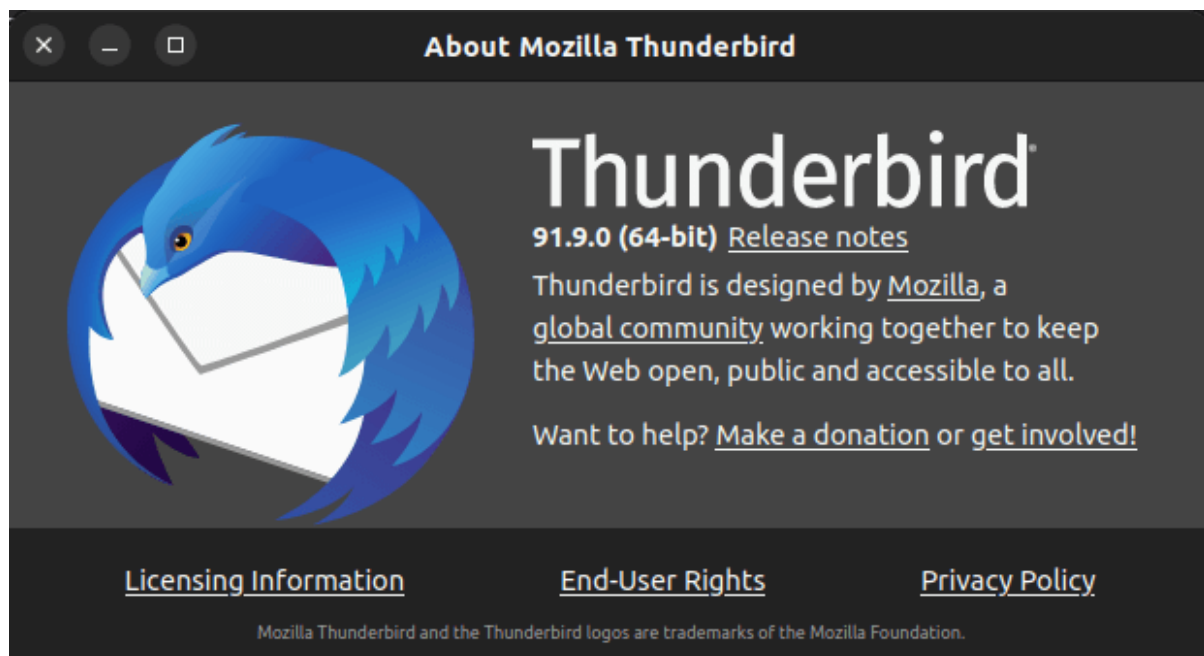 About Mozilla Thunderbird
Thunderbird
91.9.0 (64-bit) Release notes
Thunderbird is designed by Mozilla, a
global community working together to keep
the Web open, public and accessible to all.
Want to help? Make a donation or get involved!
Licensing Information End-User Rights Privacy Policy
Mozilla Thunderbird and the Thunderbird logos are trademarks of the Mozilla Foundation.